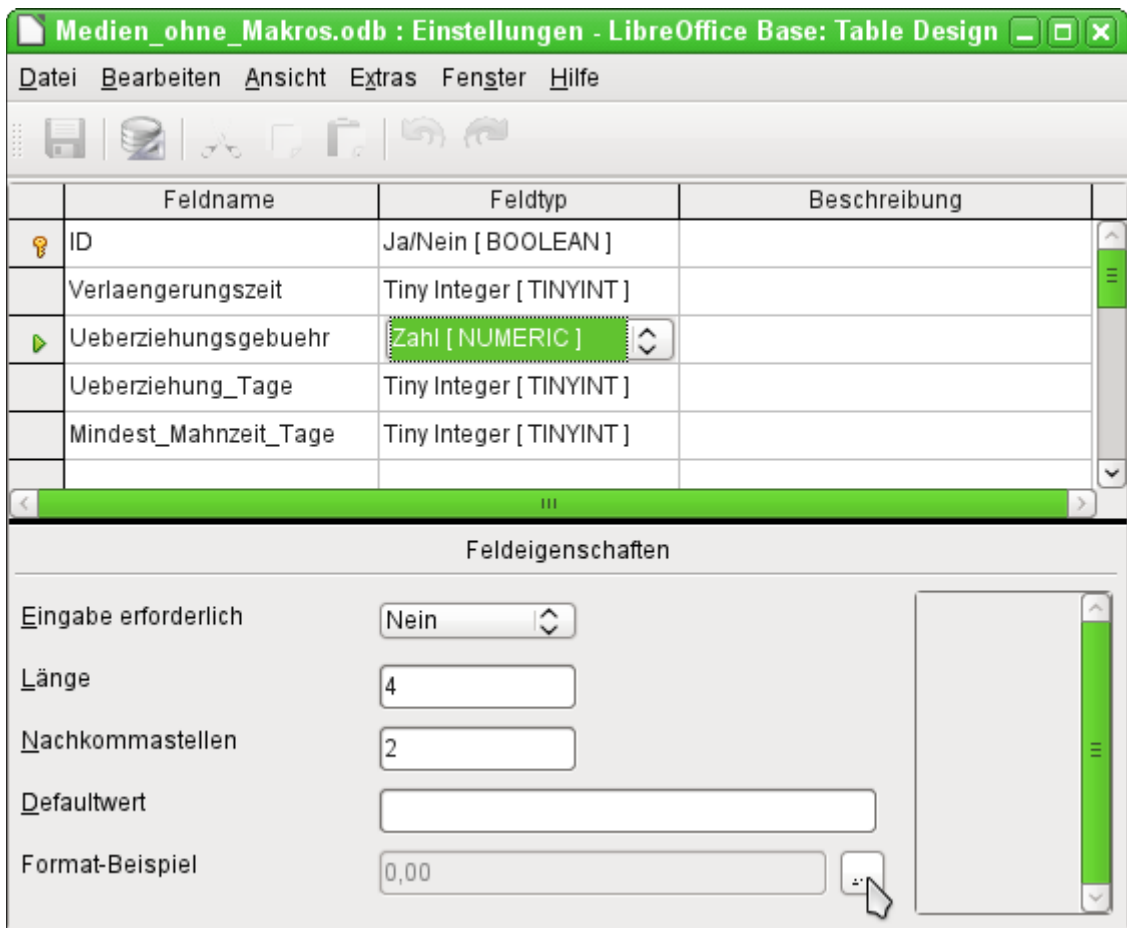 Medien_ohne_Makros.odb : Einstellungen - LibreOffice Base: Table Design
Datei Bearbeiten Ansicht Extras Fenster Hilfe
Feldname Feldtyp Beschreibung
ID Ja/Nein [ BOOLEAN ]
Verlaengerungszeit Tiny Integer [ TINYINT ]
Ueberziehungsgebuehr Zahl [ NUMERIC ]
Ueberziehung_Tage Tiny Integer [ TINYINT ]
Mindest_Mahnzeit_Tage Tiny Integer [ TINYINT ]
Feldeigenschaften
Eingabe erforderlich Nein
Länge 4
Nachkommastellen 2
Defaultwert
Format-Beispiel 0,00 ...